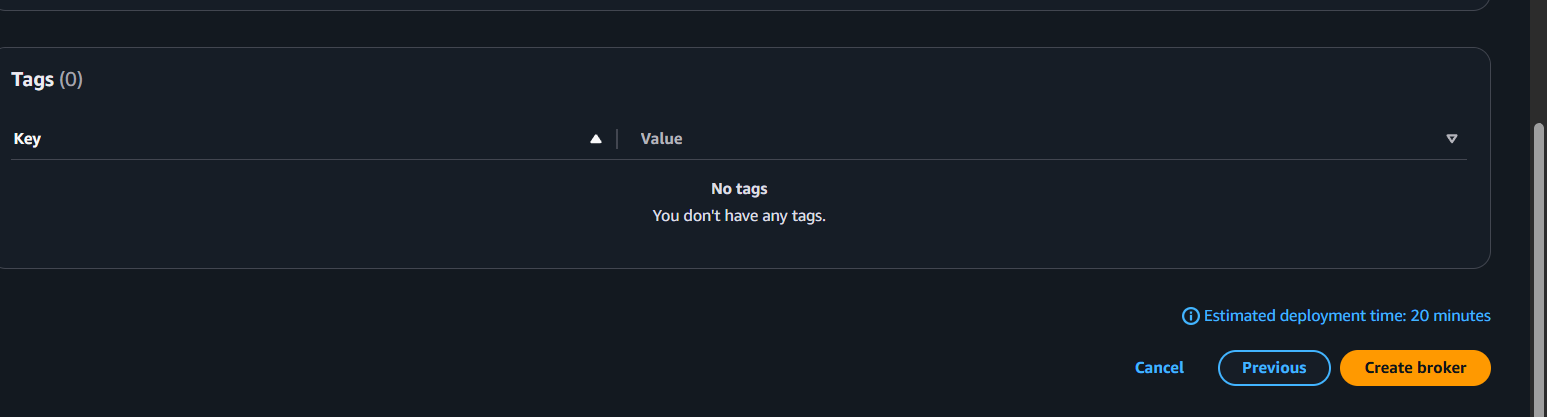 Tags (0)
Key
Value
No tags
You don't have any tags.
Estimated deployment time: 20 minutes
Cancel
Previous
Create broker